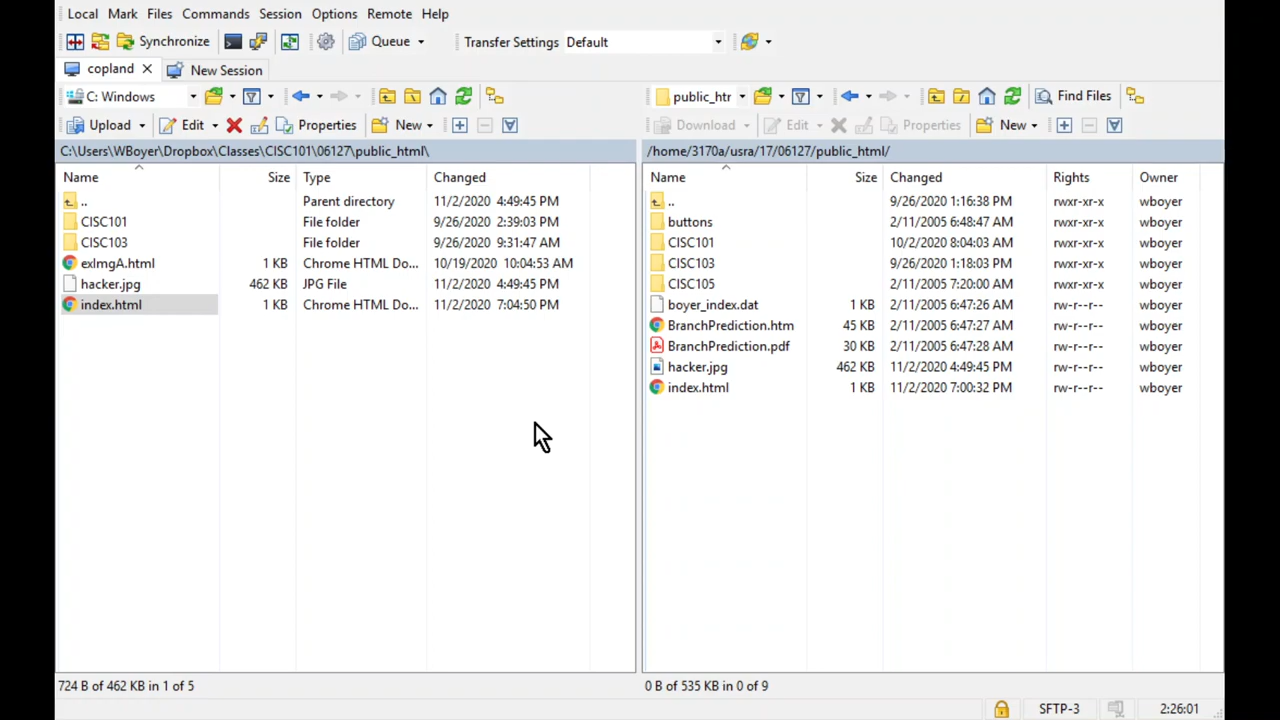 Local Mark Files Commands Session Options Remote Help
Synchronize Queue Transfer Settings Default
copland New Session
C: Windows public_htr Find Files
Upload Edit Properties New Download Edit Properties New
C:\Users\WBoyer\Dropbox\Classes\CISC101\06127\public_html\ /home/3170a/usra/17/06127/public_html/
Name Size Type Changed Name Size Changed Rights Owner
.. Parent directory 11/2/2020 4:49:45 PM .. 9/26/2020 1:16:38 PM rwxr-xr-x wboyer
CISC101 File folder 9/26/2020 2:39:03 PM buttons 2/11/2005 6:48:47 AM rwxr-xr-x wboyer
CISC103 File folder 9/26/2020 9:31:47 AM CISC101 10/2/2020 8:04:03 AM rwxr-xr-x wboyer
exImgA.html 1 KB Chrome HTML Do... 10/19/2020 10:04:53 AM CISC103 9/26/2020 1:18:03 PM rwxr-xr-x wboyer
hacker.jpg 462 KB JPG File 11/2/2020 4:49:45 PM CISC105 2/11/2005 7:20:00 AM rwxr-xr-x wboyer
index.html 1 KB Chrome HTML Do... 11/2/2020 7:04:50 PM boyer_index.dat 1 KB 2/11/2005 6:47:26 AM rw-r--r-- wboyer
BranchPrediction.htm 45 KB 2/11/2005 6:47:27 AM rw-r--r-- wboyer
BranchPrediction.pdf 30 KB 2/11/2005 6:47:28 AM rw-r--r-- wboyer
hacker.jpg 462 KB 11/2/2020 4:49:45 PM rw-r--r-- wboyer
index.html 1 KB 11/2/2020 7:00:32 PM rw-r--r-- wboyer
724 B of 462 KB in 1 of 5 0 B of 535 KB in 0 of 9
SFTP-3 2:26:01